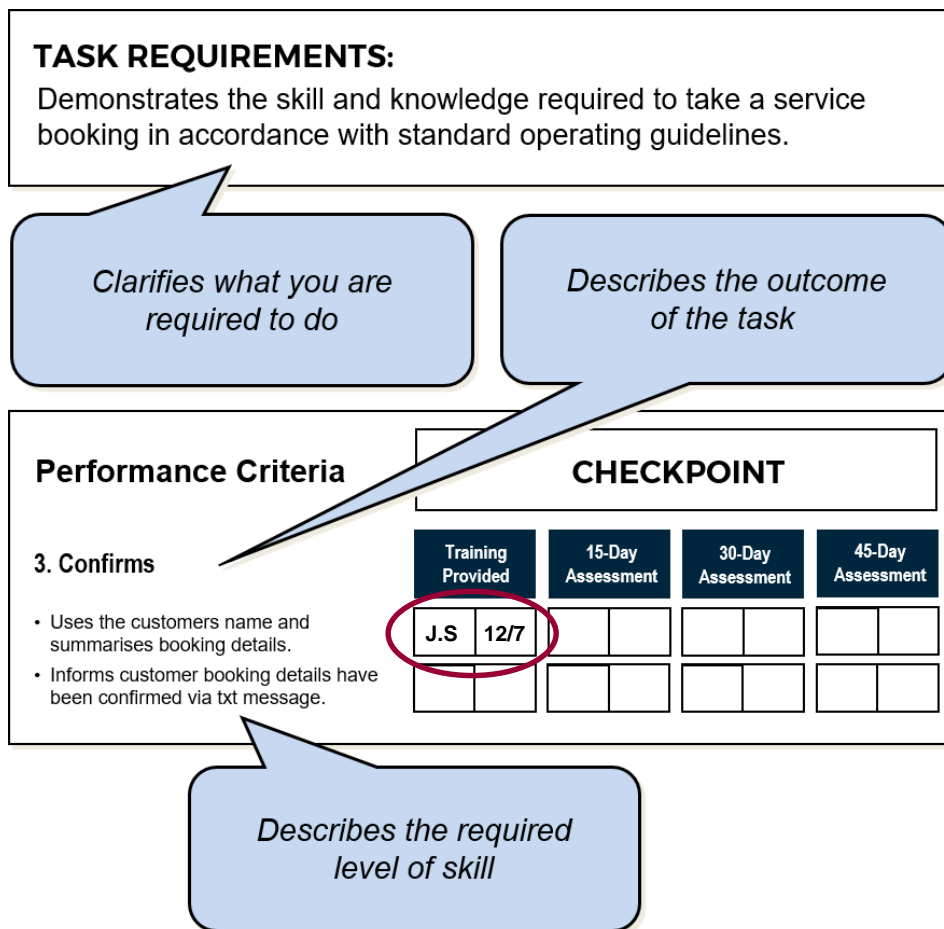 TASK REQUIREMENTS:
Demonstrates the skill and knowledge required to take a service
booking in accordance with standard operating guidelines.
Clarifies what you are
required to do
Describes the outcome
of the task
Performance Criteria
CHECKPOINT
3. Confirms
Training
Provided
15-Day
Assessment
30-Day
Assessment
45-Day
Assessment
• Uses the customers name and
summarises booking details.
J.S 12/7
• Informs customer booking details have
been confirmed via txt message.
Describes the required
level of skill